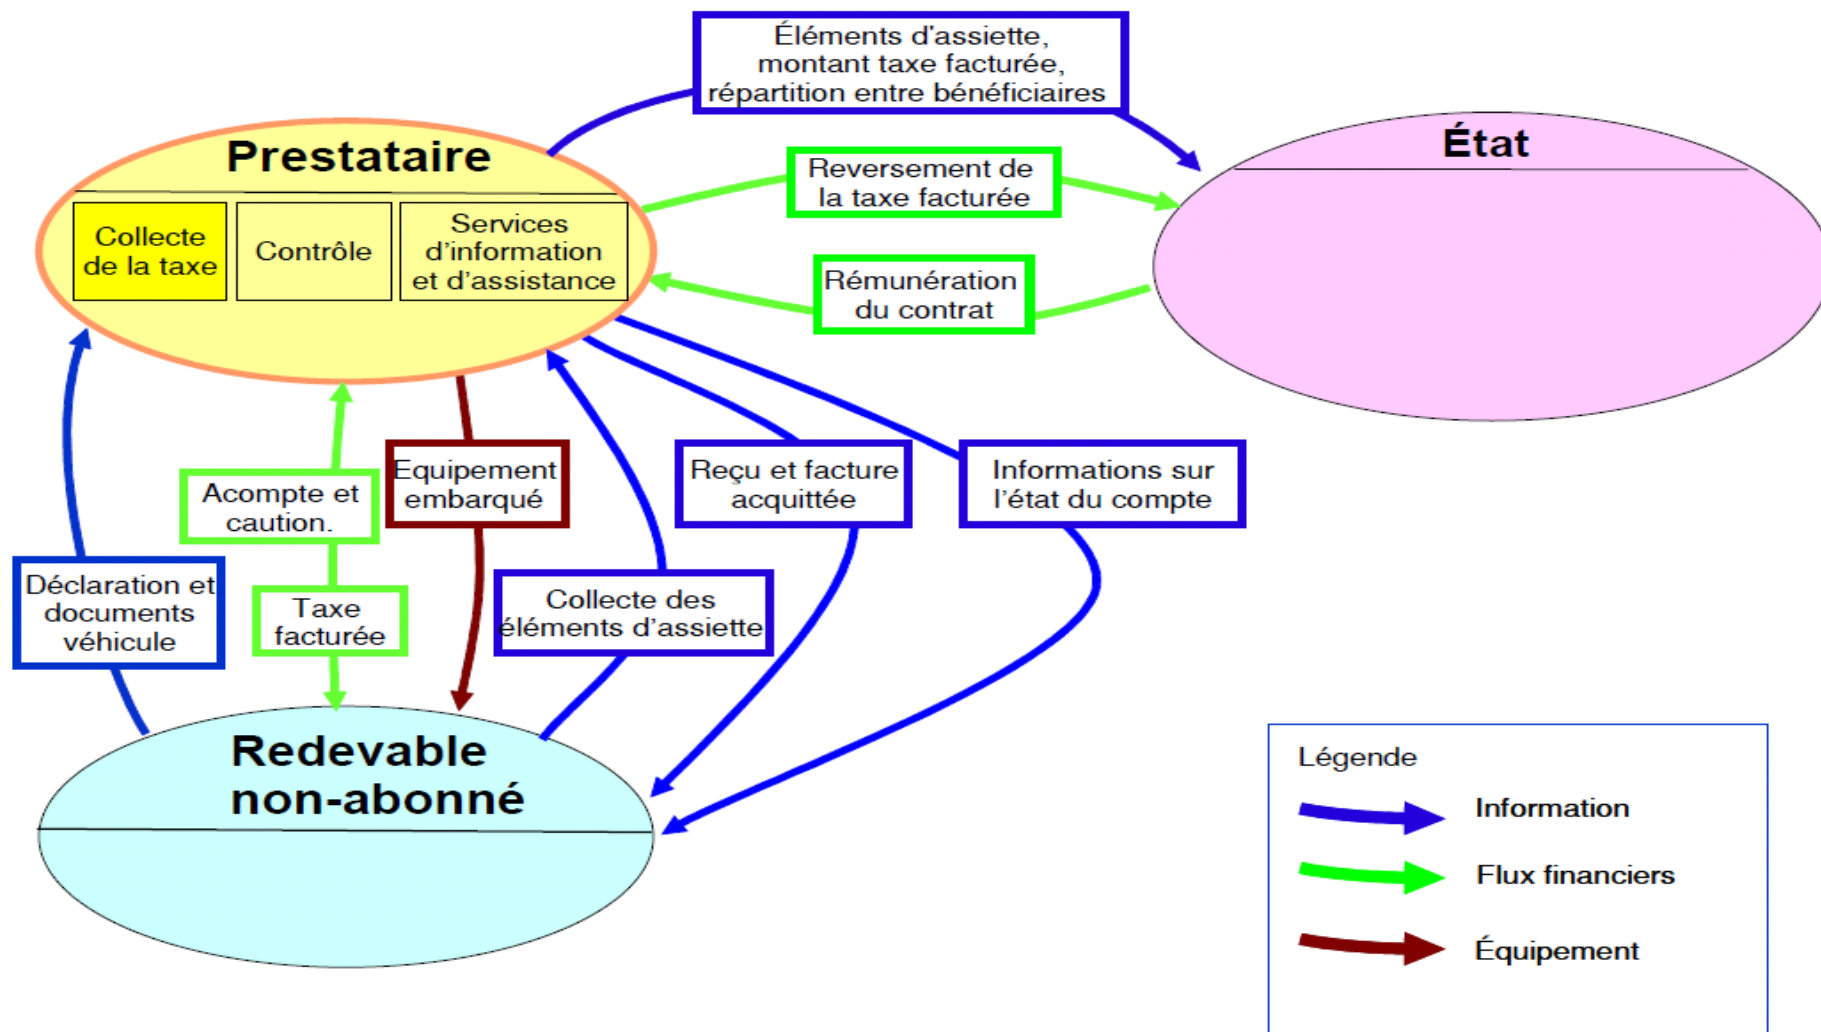 Éléments d'assiette,
montant taxe facturée,
répartition entre bénéficiaires
Prestataire
Collecte
de la taxe
Contrôle
Services
d’information
et d’assistance
Reversement de
la taxe facturée
Rémunération
du contrat
État
Acompte et
caution.
Equipement
embarqué
Reçu et facture
acquittée
Informations sur
l’état du compte
Déclaration et
documents
véhicule
Taxe
facturée
Collecte des
éléments d’assiette
Redevable
non-abonné
Légende
Information
Flux financiers
Équipement